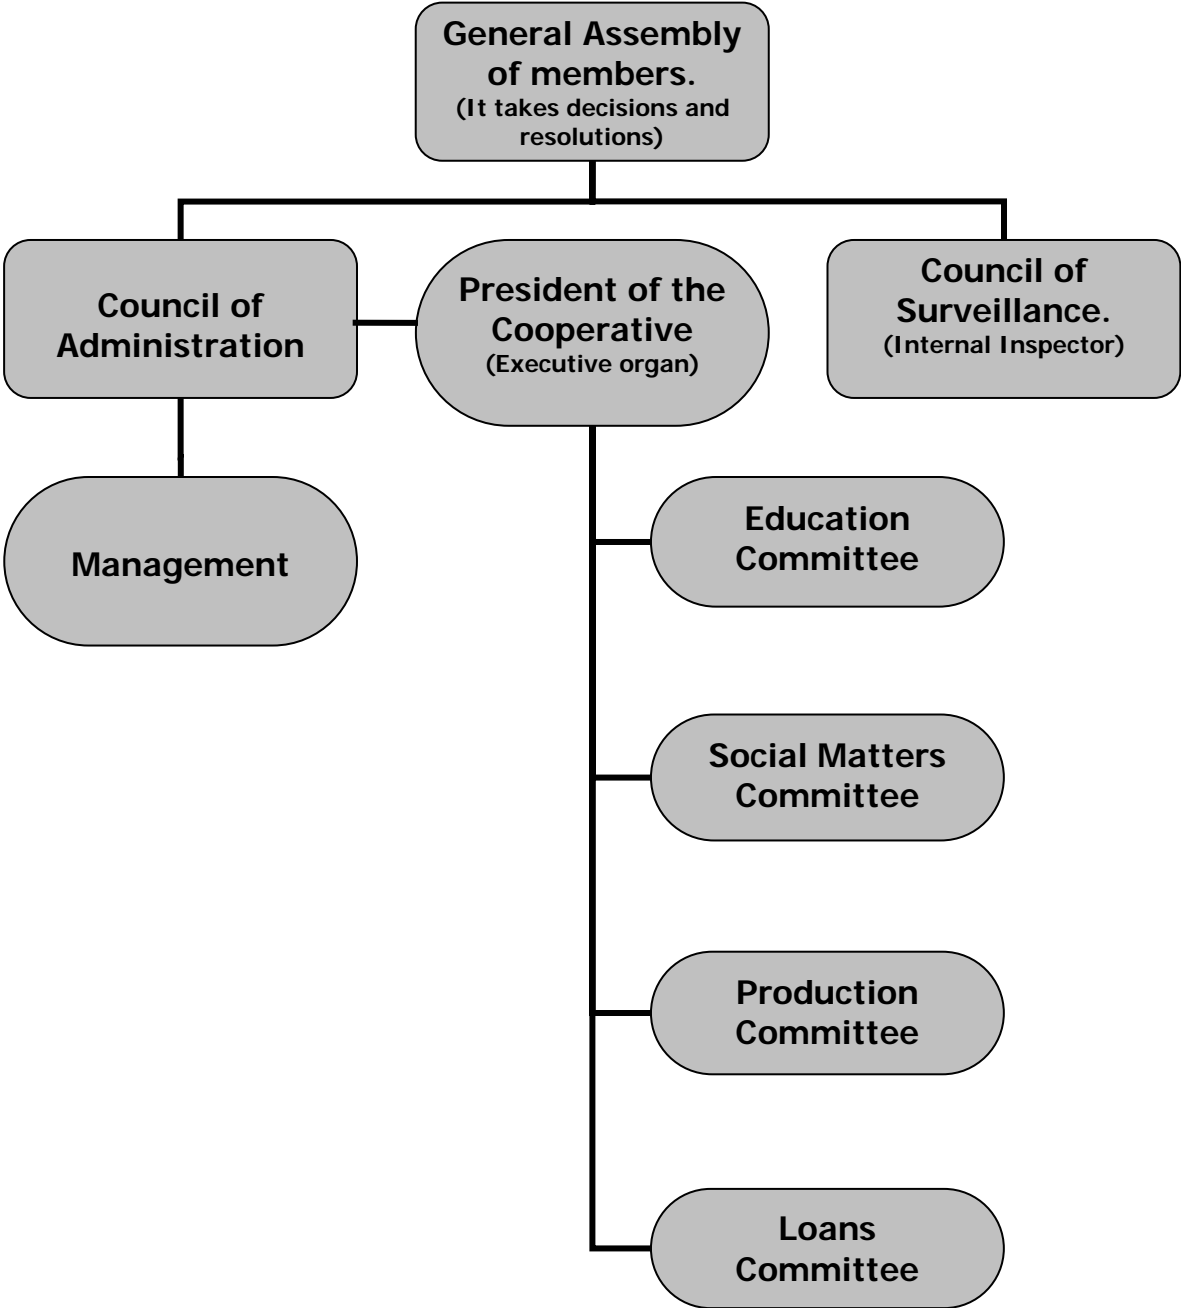 General Assembly
of members.
(It takes decisions and
resolutions)
Council of
Administration
President of the
Cooperative
(Executive organ)
Council of
Surveillance.
(Internal Inspector)
Management
Education
Committee
Social Matters
Committee
Production
Committee
Loans
Committee